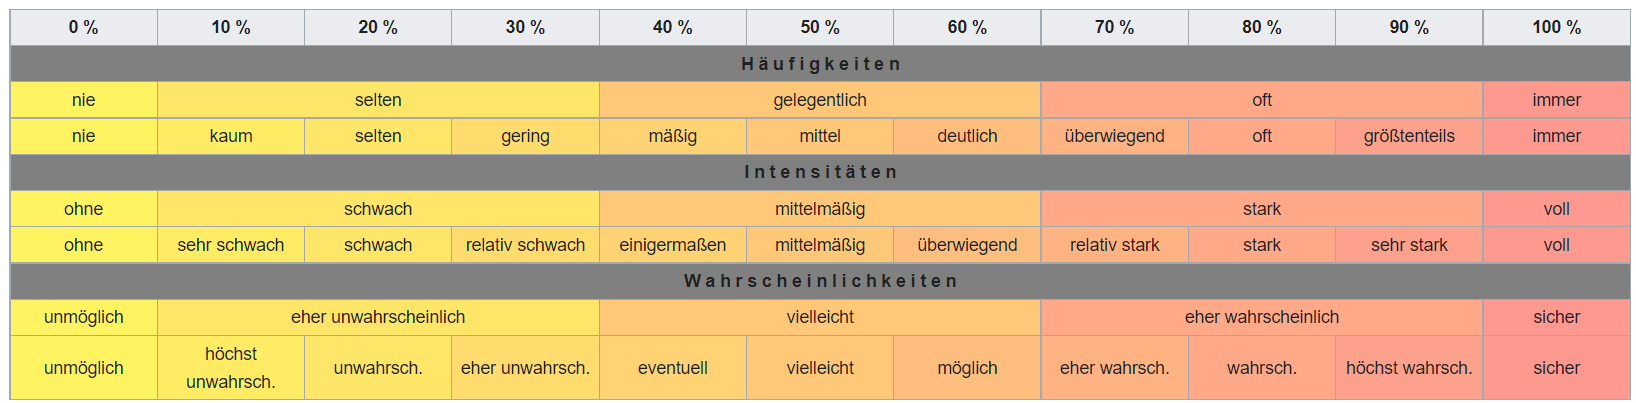 0 % 10 % 20 % 30 % 40 % 50 % 60 % 70 % 80 % 90 % 100 %
Häufigkeiten
nie selten gelegentlich oft immer
nie kaum selten gering mäßig mittel deutlich überwiegend oft größtenteils immer
Intensitäten
ohne schwach mittelmäßig stark voll
ohne sehr schwach schwach relativ schwach einigermaßen mittelmäßig überwiegend relativ stark stark sehr stark voll
Wahrscheinlichkeiten
unmöglich eher unwahrscheinlich vielleicht eher wahrscheinlich sicher
unmöglich höchst unwahrsch. unwahrsch. eher unwahrsch. eventuell vielleicht möglich eher wahrsch. wahrsch. höchst wahrsch. sicher